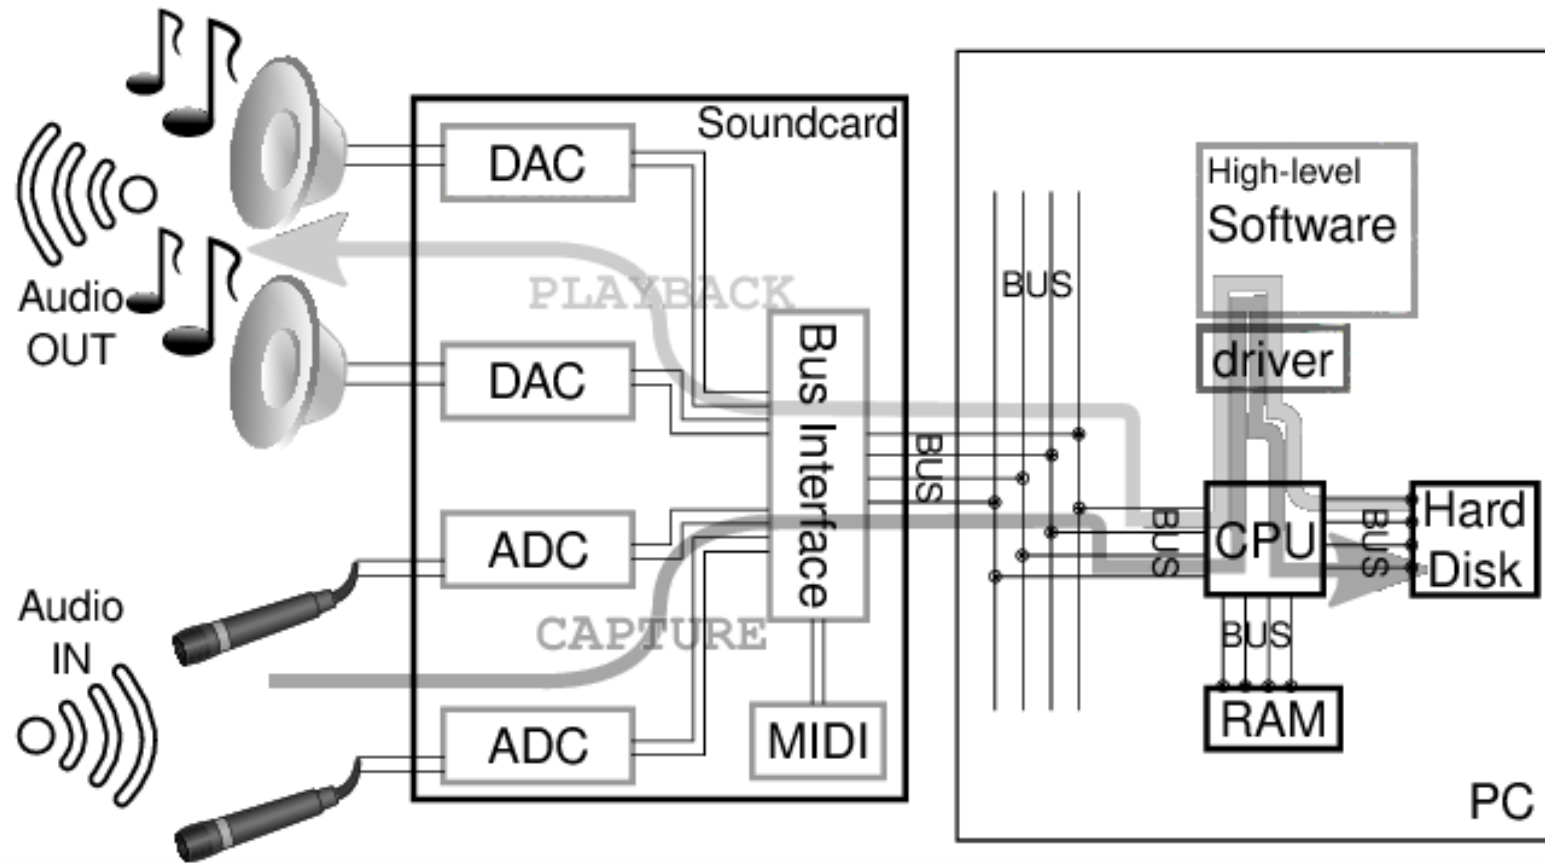 Soundcard
DAC
High-level
Software
Audio
OUT
PLAYBACK
BUS
DAC
Bus Interface
driver
BUS
ADC
BUS
CPU
BUS
Hard
Disk
Audio
IN
CAPTURE
BUS
ADC
MIDI
RAM
PC